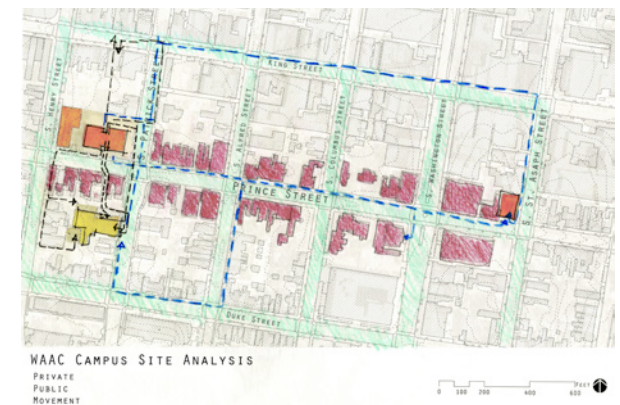 S. HENRY STREET
KING STREET
S. ALFRED STREET
S. COLUMBUS STREET
S. WASHINGTON STREET
S. ST. ASAPH STREET
PRINCE STREET
DUKE STREET
WAAC CAMPUS SITE ANALYSIS
PRIVATE
PUBLIC
MOVEMENT
0 100 200 400 600
FEET